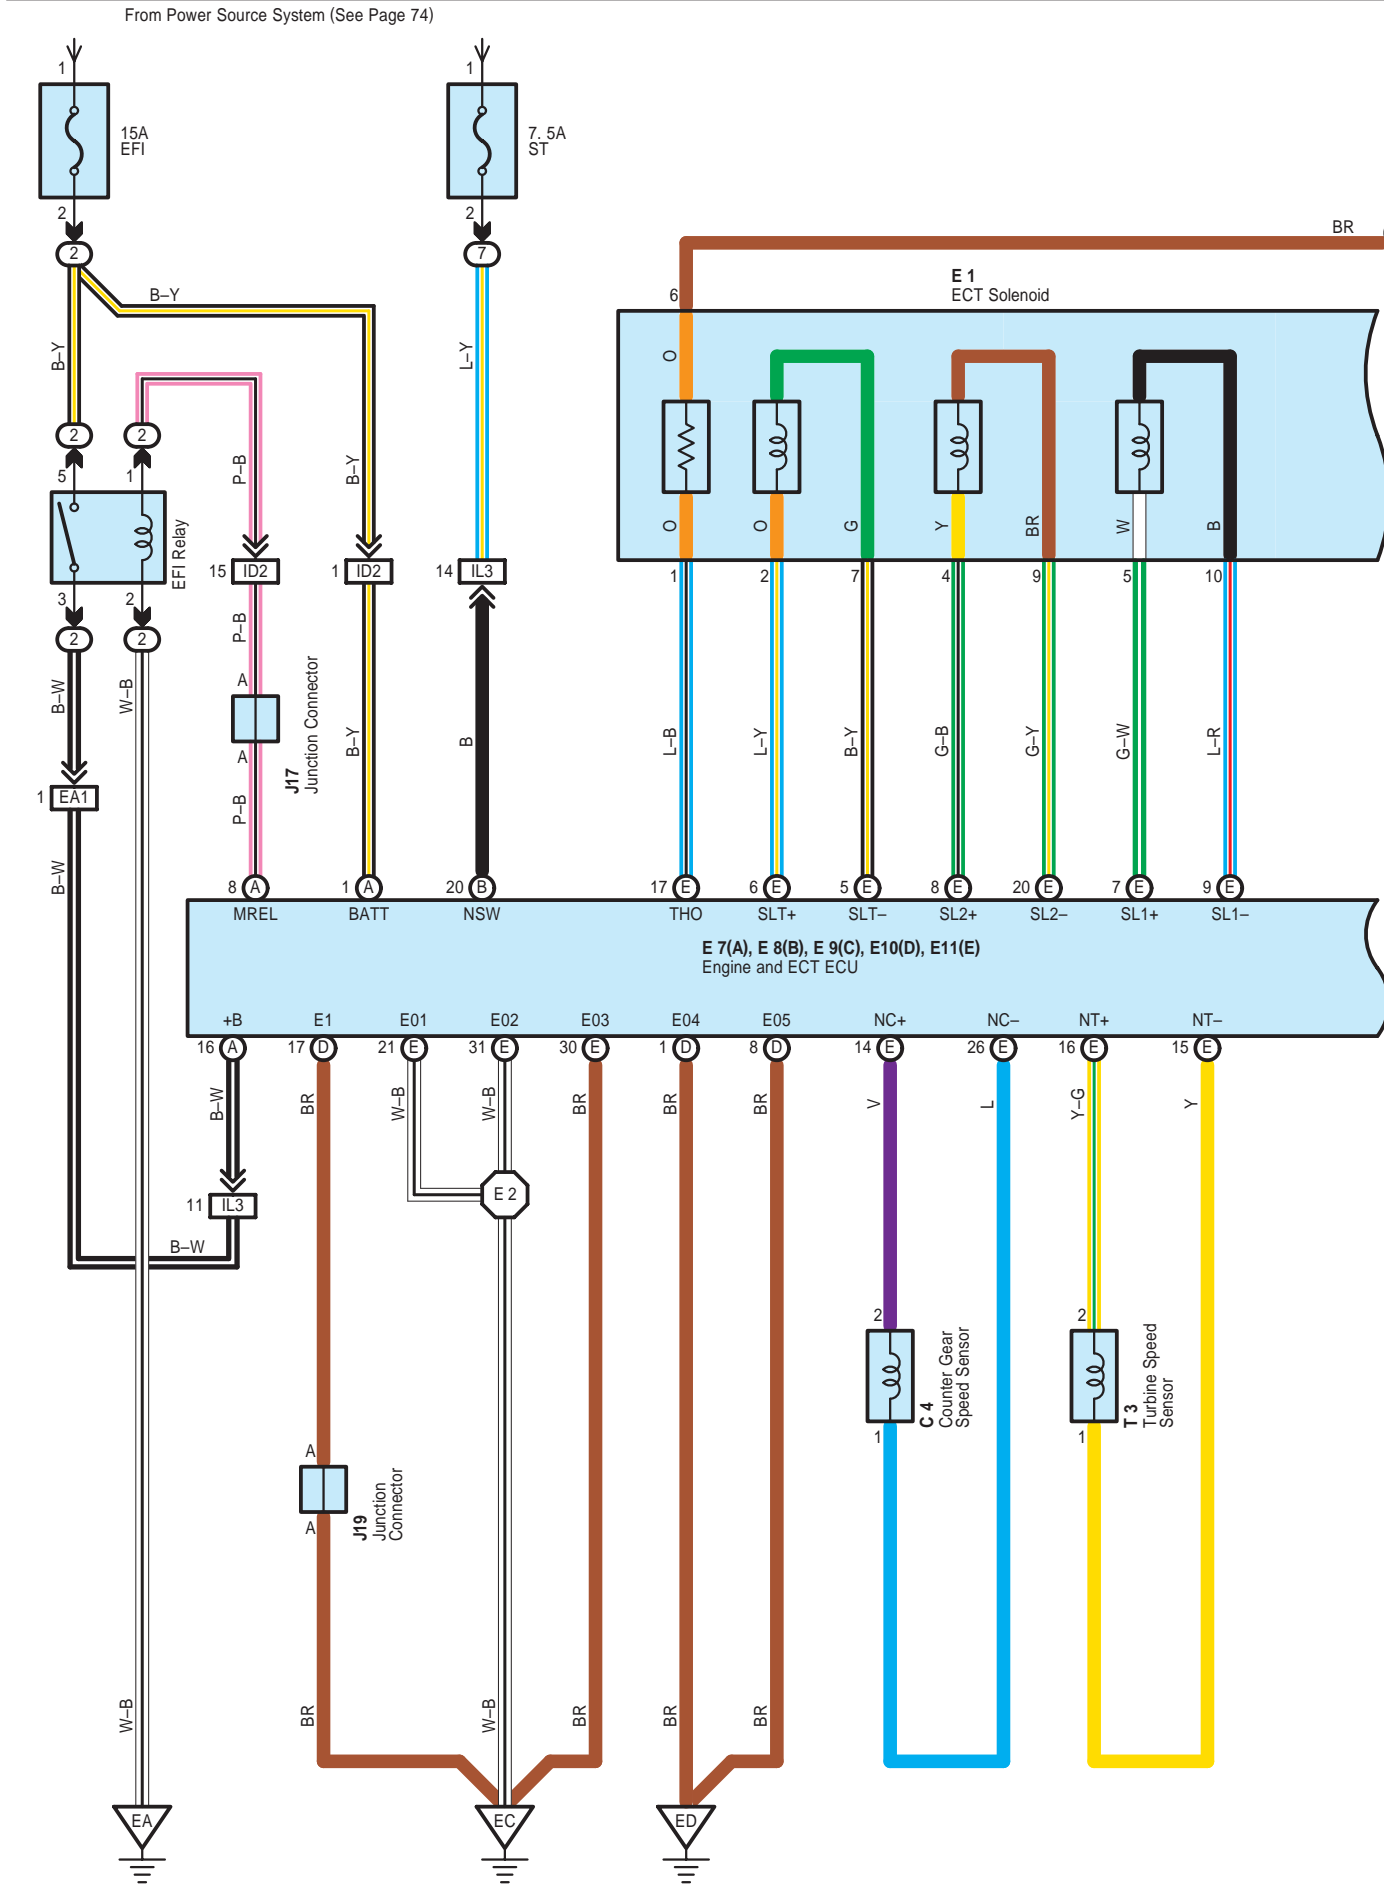 From Power Source System (See Page 74)
1
1
15A
EFI
7. 5A
ST
2
2
2
7
BR
B–Y
6
E 1
ECT Solenoid
B–Y
L–Y
O
2
2
5
1
P–B
B–Y
O
O
G
Y
BR
W
B
EFI Relay
15
ID2
1
ID2
14
IL3
1
2
7
4
9
5
10
3
2
2
2
P–B
B–W
W–B
A
A
J17
Junction Connector
B–Y
B
L–B
L–Y
B–Y
G–B
G–Y
G–W
L–R
1
EA1
P–B
B–W
8
A
1
A
20
B
17
E
6
E
5
E
8
E
20
E
7
E
9
E
MREL
BATT
NSW
THO
SLT+
SLT–
SL2+
SL2–
SL1+
SL1–
E 7(A), E 8(B), E 9(C), E10(D), E11(E)
Engine and ECT ECU
+B
E1
E01
E02
E03
E04
E05
NC+
NC–
NT+
NT–
16
A
17
D
21
E
31
E
30
E
1
D
8
D
14
E
26
E
16
E
15
E
B–W
BR
W–B
W–B
BR
BR
BR
V
L
Y–G
Y
11
IL3
E 2
B–W
2
2
C 4
Counter Gear
Speed Sensor
T 3
Turbine Speed
Sensor
1
1
A
A
J19
Junction
Connector
W–B
BR
W–B
BR
BR
BR
EA
EC
ED